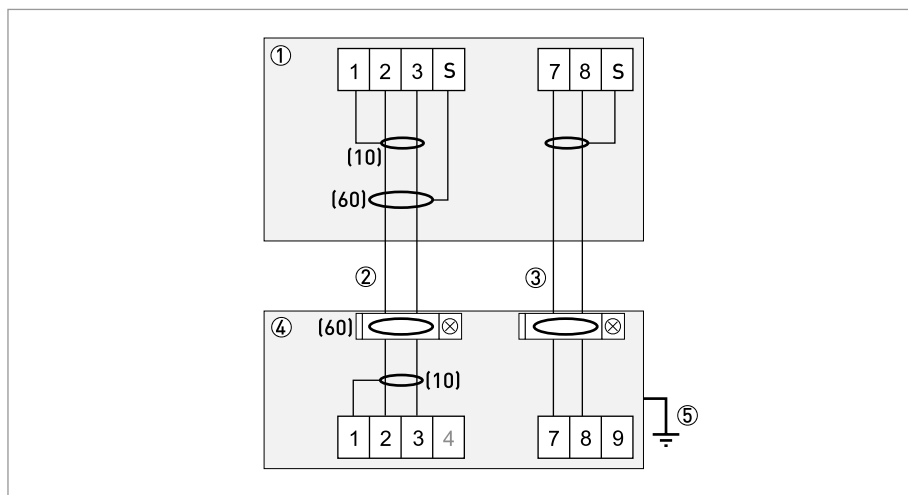 ①
1 2 3 S
7 8 S
(10)
(60)
②
③
④
(60)
(10)
⑤
1 2 3 4
7 8 9